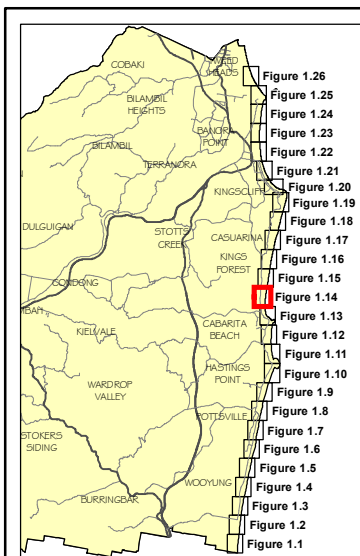 TWEED
HEADS
COBAKI
Figure 1.26
Figure 1.25
BILAMBIL
HEIGHTS
Figure 1.24
BANORA
POINT
Figure 1.23
BILAMBIL
Figure 1.22
TERRANORA
Figure 1.21
KINGSCLIFF
Figure 1.20
Figure 1.19
DULGUIGAN
Figure 1.18
STOTTS
CREEK
CASUARINA
Figure 1.17
KINGS
FOREST
Figure 1.16
Figure 1.15
GONDONG
Figure 1.14
MBAH
Figure 1.13
KIELVALE
CABARITA
BEACH
Figure 1.12
Figure 1.11
HASTINGS
POINT
Figure 1.10
WARDROP
VALLEY
Figure 1.9
POTTSVILLE
Figure 1.8
STOKERS
SIDING
Figure 1.7
Figure 1.6
Figure 1.5
WOOYUNG
Figure 1.4
BURRINGBAR
Figure 1.3
Figure 1.2
Figure 1.1